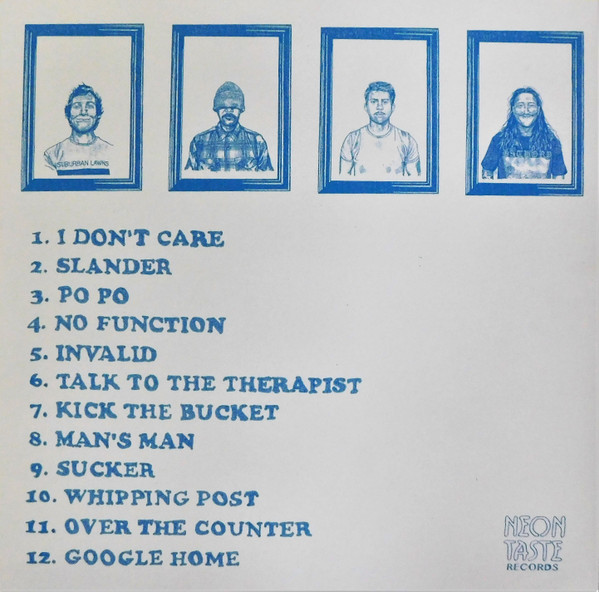 SUBURBAN LAWNS
1. I DON'T CARE
2. SLANDER
3. PO PO
4. NO FUNCTION
5. INVALID
6. TALK TO THE THERAPIST
7. KICK THE BUCKET
8. MAN'S MAN
9. SUCKER
10. WHIPPING POST
11. OVER THE COUNTER
12. GOOGLE HOME
NEON
TASTE
RECORDS